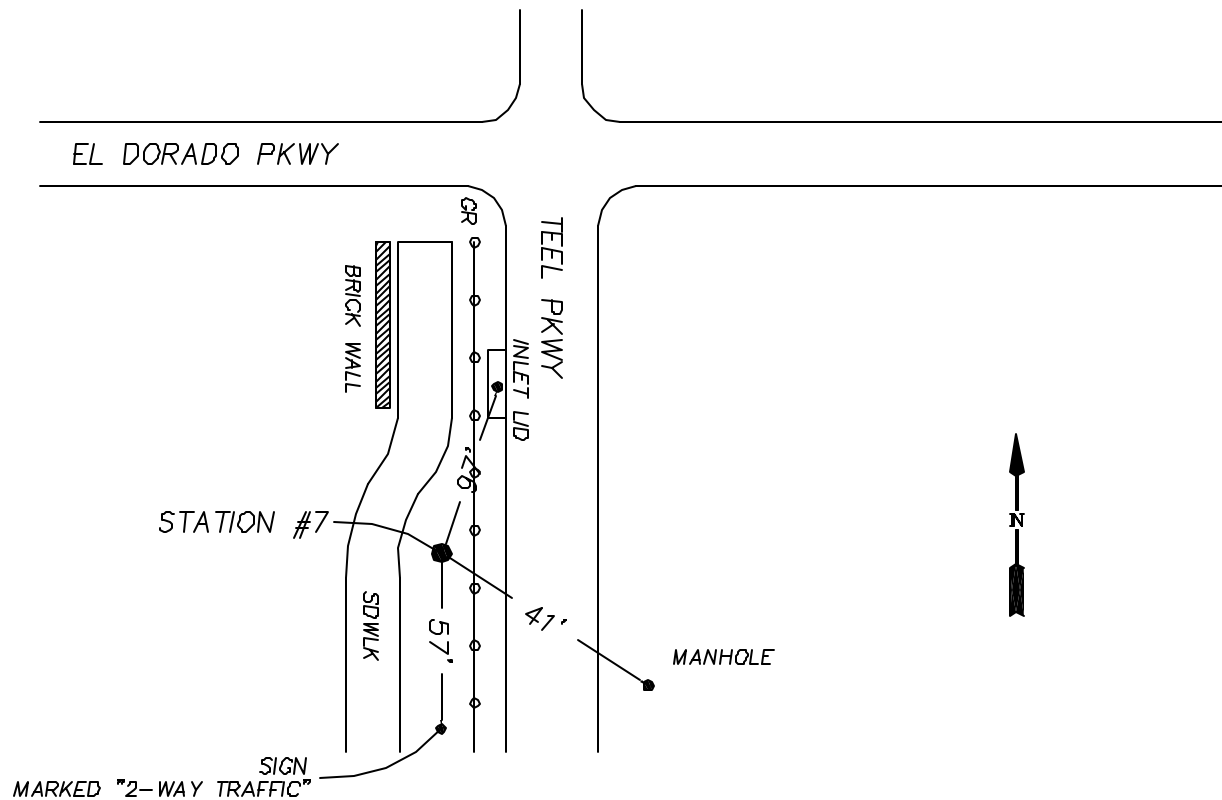 EL DORADO PKWY
GR
TEEL PKWY
BRICK WALL
INLET LID
97'
STATION #7
N
SDWLK
57'
41'
MANHOLE
SIGN
MARKED "2-WAY TRAFFIC"